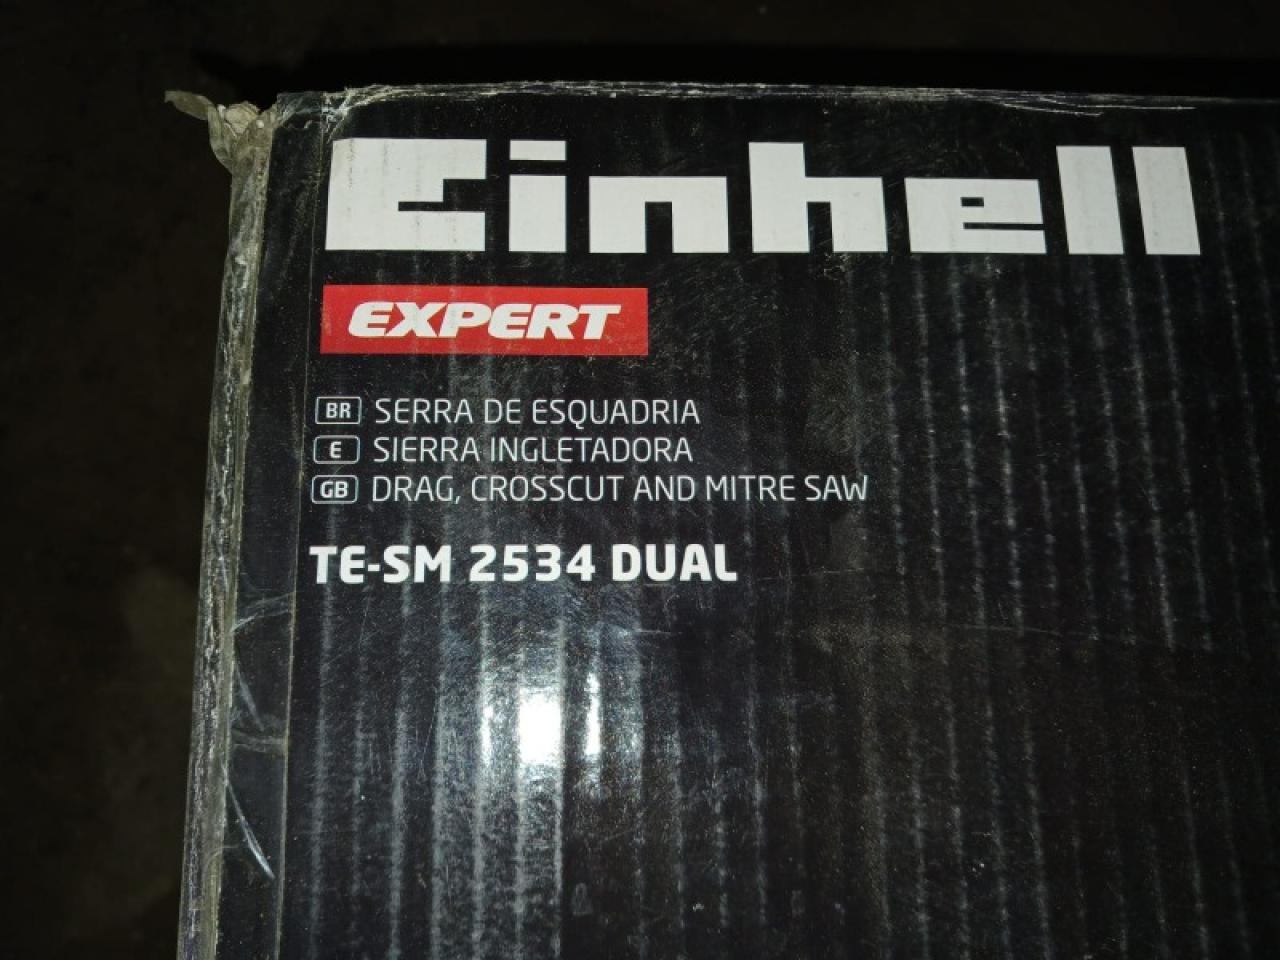 Einhell
EXPERT
BR SERRA DE ESQUADRIA
E SIERRA INGLETADORA
GB DRAG, CROSSCUT AND MITRE SAW
TE-SM 2534 DUAL